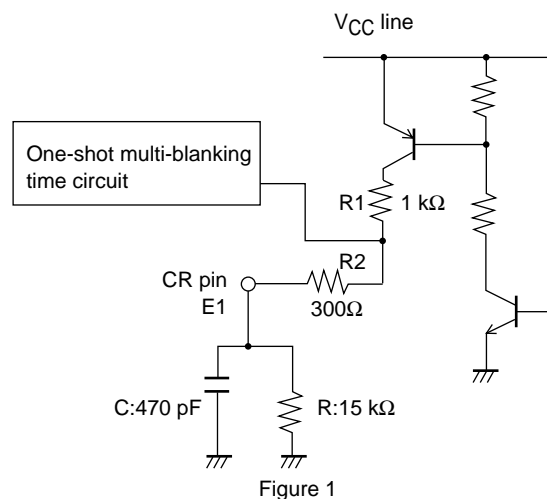 VCC line
One-shot multi-blanking
time circuit
R1
1 kΩ
R2
CR pin
E1
300Ω
C:470 pF
R:15 kΩ
Figure 1